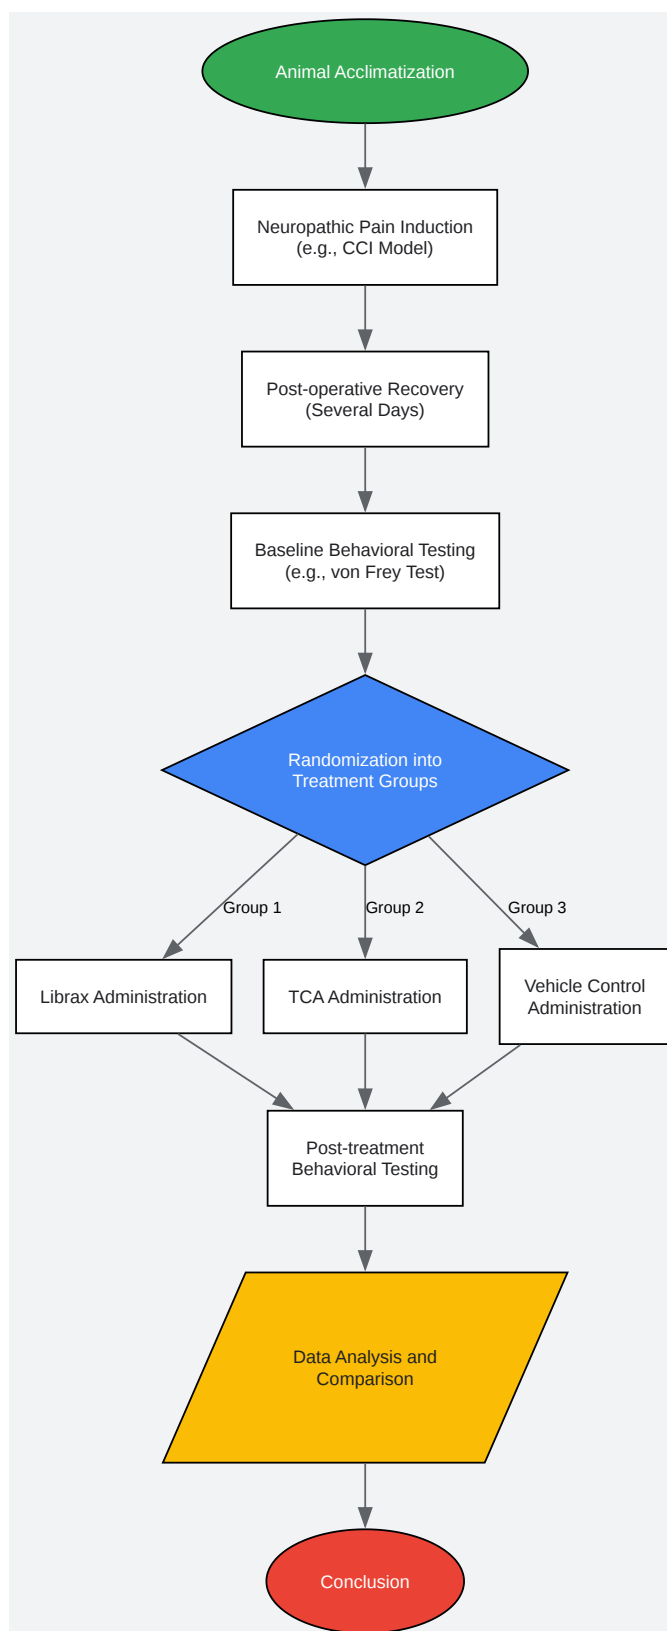 Animal Acclimatization
Neuropathic Pain Induction
(e.g., CCI Model)
Post-operative Recovery
(Several Days)
Baseline Behavioral Testing
(e.g., von Frey Test)
Randomization into
Treatment Groups
Group 1
Group 2
Group 3
Librax Administration
TCA Administration
Vehicle Control
Administration
Post-treatment
Behavioral Testing
Data Analysis and
Comparison
Conclusion